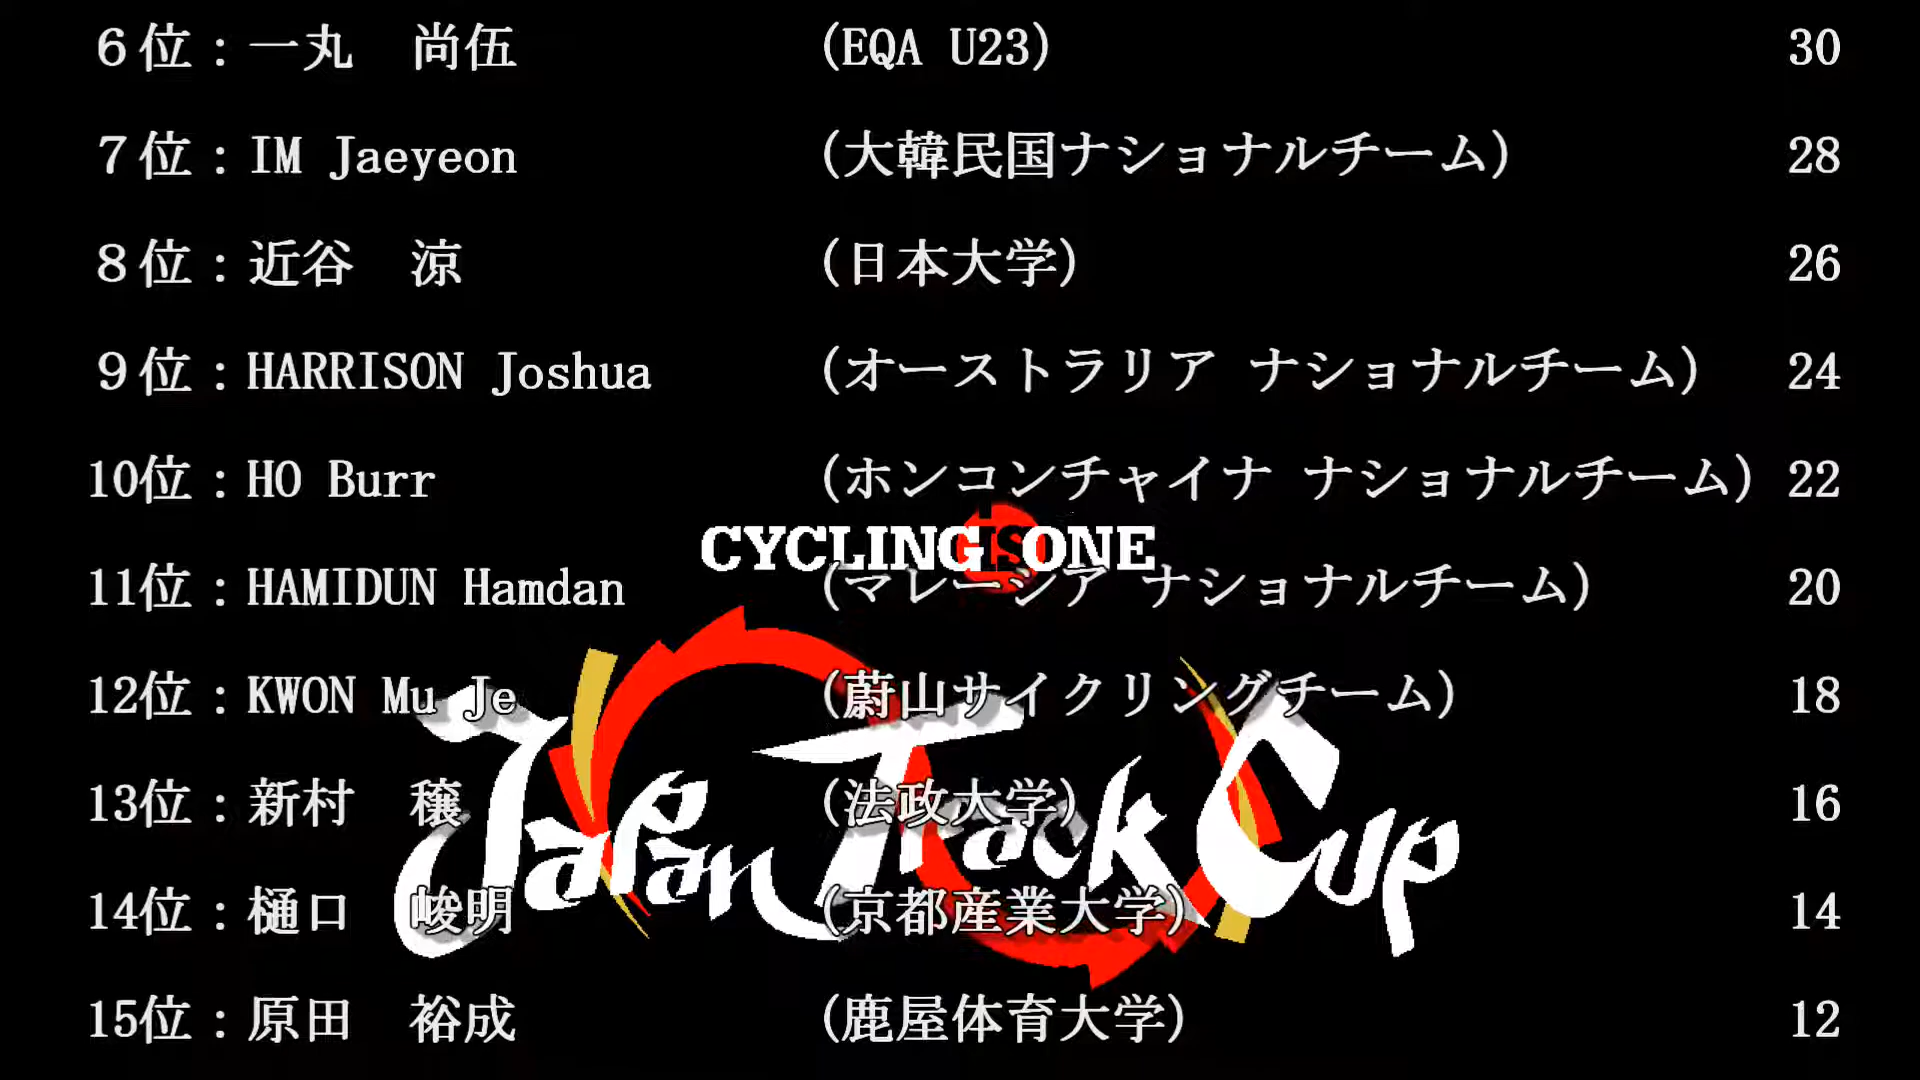 ６位：一丸　尚伍 (EQA U23) 30
７位：IM Jaeyeon (大韓民国ナショナルチーム) 28
８位：近谷　涼 (日本大学) 26
９位：HARRISON Joshua (オーストラリア ナショナルチーム) 24
10位：HO Burr (ホンコンチャイナ ナショナルチーム) 22
CYCLING IS ONE
11位：HAMIDUN Hamdan (マレーシア ナショナルチーム) 20
12位：KWON Mu Je (蔚山サイクリングチーム) 18
Japan Track Cup
13位：新村　穣 (法政大学) 16
14位：樋口　峻明 (京都産業大学) 14
15位：原田　裕成 (鹿屋体育大学) 12